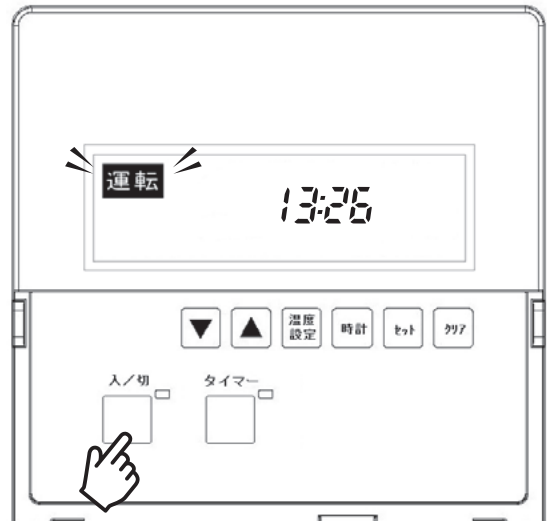 運転
13:26
▼ ▲ 温度設定 時計 セット クリア
入/切 タイマー